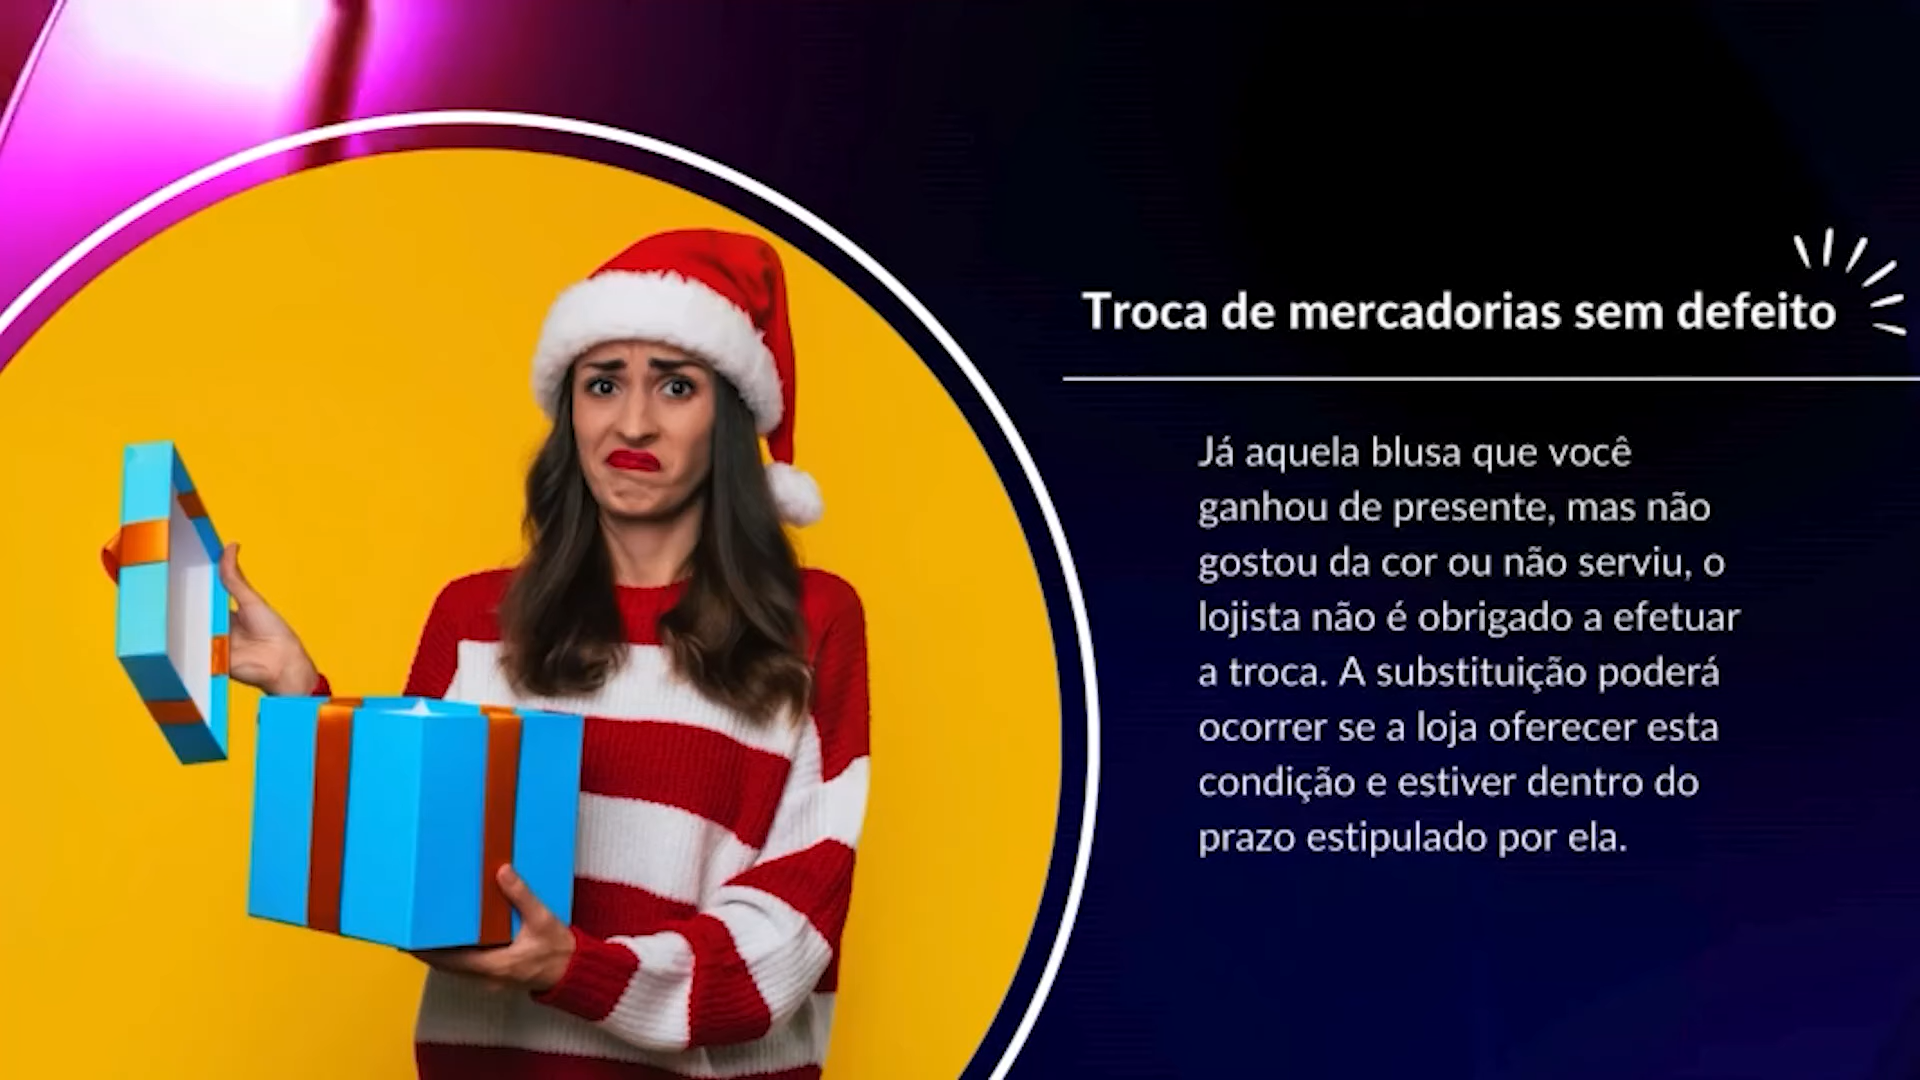 Troca de mercadorias sem defeito
Já aquela blusa que você
ganhou de presente, mas não
gostou da cor ou não serviu, o
lojista não é obrigado a efetuar
a troca. A substituição poderá
ocorrer se a loja oferecer esta
condição e estiver dentro do
prazo estipulado por ela.